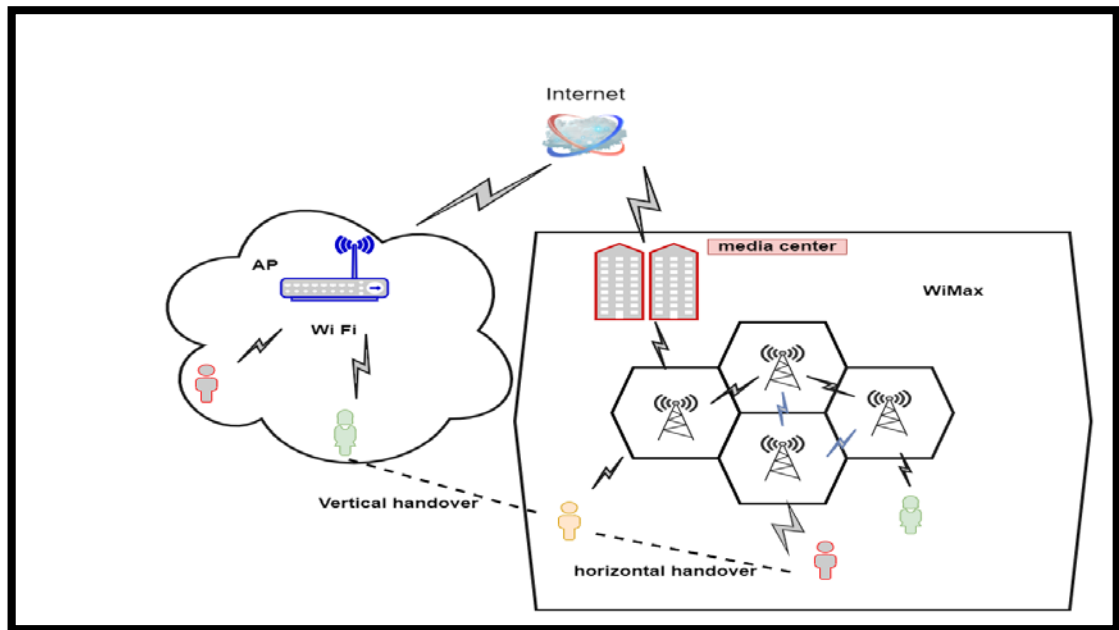 Internet
media center
AP
WiMax
Wi Fi
Vertical handover
horizontal handover